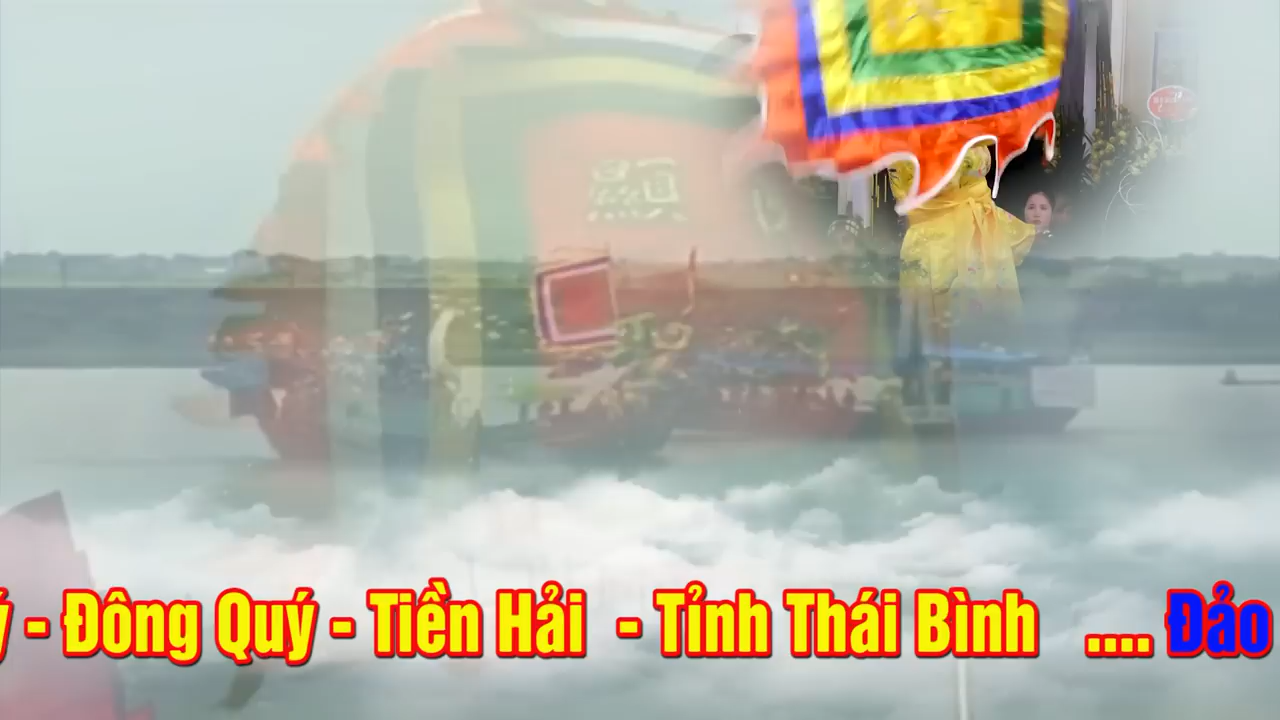 - Đông Quý - Tiền Hải - Tỉnh Thái Bình .... Đảo